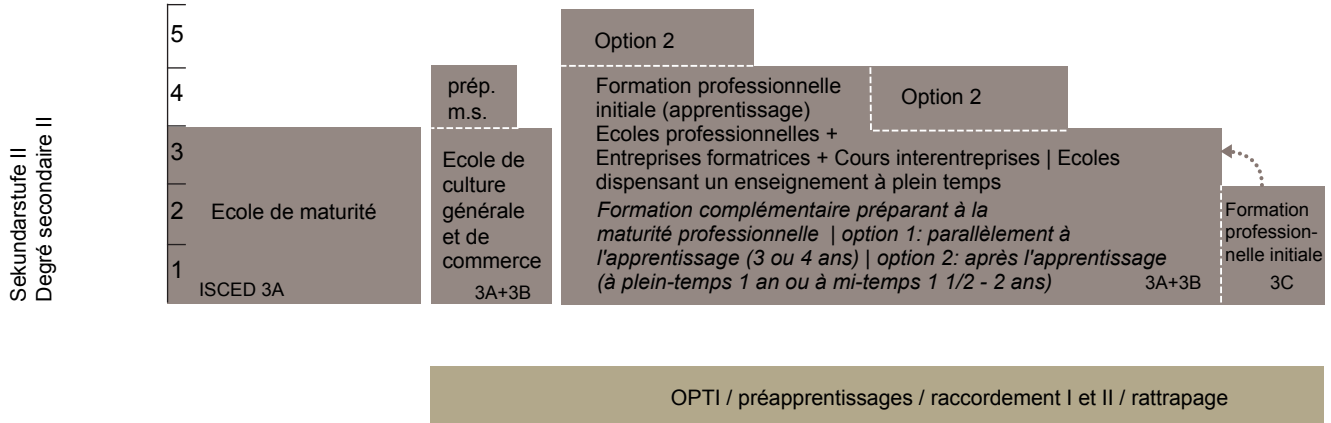 Sekundarstufe II
Degré secondaire II
5
4
3
2
1
Ecole de maturité
ISCED 3A
prép.
m.s.
Ecole de
culture
générale
et de
commerce
3A+3B
Option 2
Formation professionnelle
initiale (apprentissage)
Ecoles professionnelles +
Entreprises formatrices + Cours interentreprises | Ecoles
dispensant un enseignement à plein temps
Formation complémentaire préparant à la
maturité professionnelle | option 1: parallèlement à
l'apprentissage (3 ou 4 ans) | option 2: après l'apprentissage
(à plein-temps 1 an ou à mi-temps 1 1/2 - 2 ans)
3A+3B
Option 2
Formation
profession-
nelle initiale
3C
OPTI / préapprentissages / raccordement I et II / rattrapage